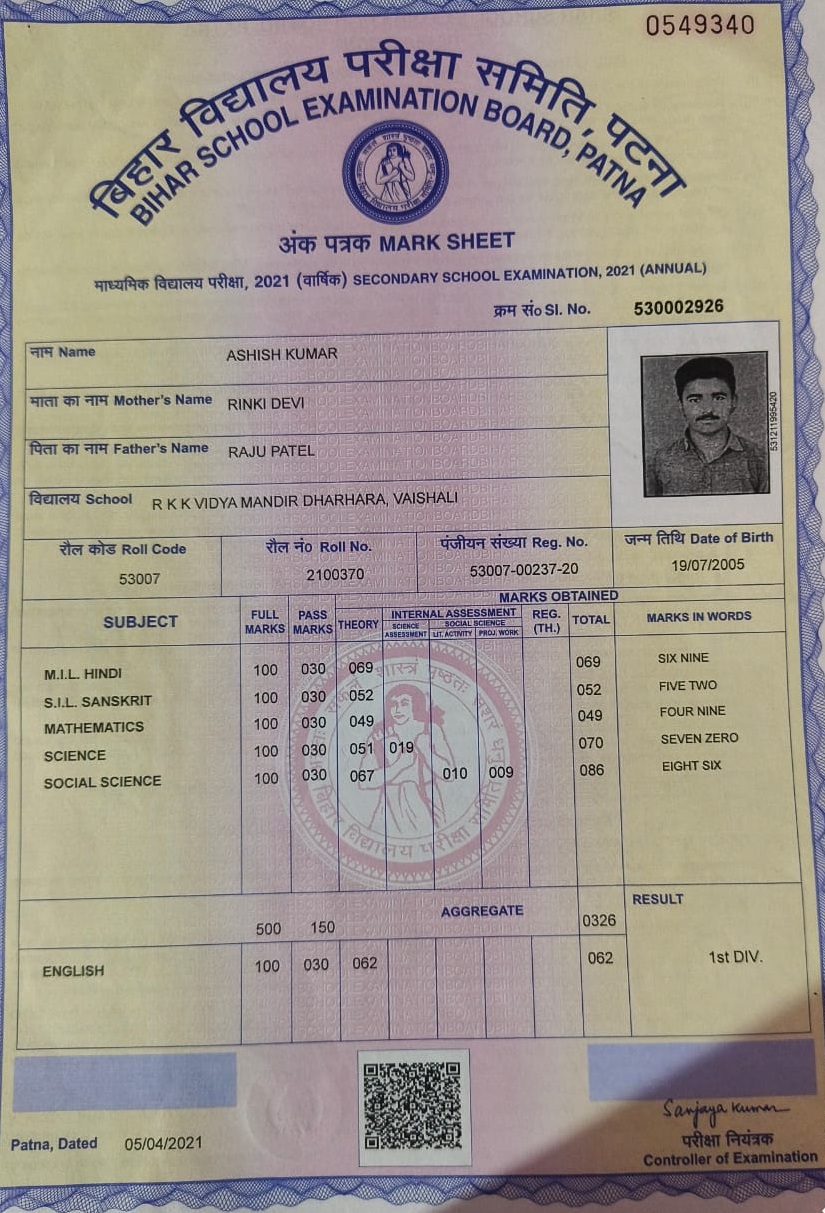 0549340
बिहार विद्यालय परीक्षा समिति, पटना
BIHAR SCHOOL EXAMINATION BOARD, PATNA
अंक पत्रक MARK SHEET
माध्यमिक विद्यालय परीक्षा, 2021 (वार्षिक) SECONDARY SCHOOL EXAMINATION, 2021 (ANNUAL)
क्रम सं० Sl. No. 530002926
नाम Name ASHISH KUMAR
माता का नाम Mother's Name RINKI DEVI
पिता का नाम Father's Name RAJU PATEL
विद्यालय School R K K VIDYA MANDIR DHARHARA, VAISHALI
531211995420
रौल कोड Roll Code रौल नं० Roll No. पंजीयन संख्या Reg. No. जन्म तिथि Date of Birth
53007 2100370 53007-00237-20 19/07/2005
MARKS OBTAINED
SUBJECT FULL MARKS PASS MARKS THEORY INTERNAL ASSESSMENT REG. (TH.) TOTAL MARKS IN WORDS
SCIENCE ASSESSMENT SOCIAL SCIENCE LIT. ACTIVITY PROJ. WORK
M.I.L. HINDI 100 030 069 069 SIX NINE
S.I.L. SANSKRIT 100 030 052 052 FIVE TWO
MATHEMATICS 100 030 049 049 FOUR NINE
SCIENCE 100 030 051 019 070 SEVEN ZERO
SOCIAL SCIENCE 100 030 067 010 009 086 EIGHT SIX
500 150 AGGREGATE 0326 RESULT
ENGLISH 100 030 062 062 1st DIV.
Patna, Dated 05/04/2021
Sanjaya Kumar
परीक्षा नियंत्रक
Controller of Examination